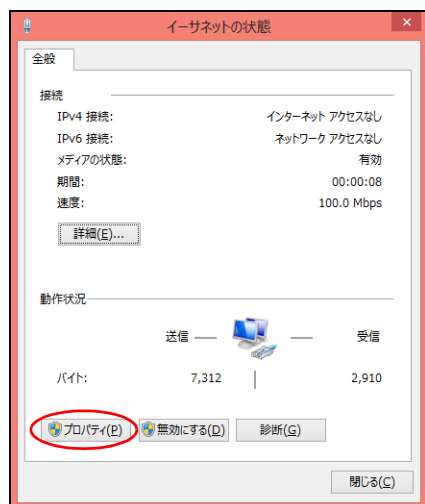 イーサネットの状態
全般
接続
IPv4 接続: インターネット アクセスなし
IPv6 接続: ネットワーク アクセスなし
メディアの状態: 有効
期間: 00:00:08
速度: 100.0 Mbps
詳細(E)...
動作状況
送信 — — 受信
バイト: 7,312 2,910
プロパティ(P) 無効にする(D) 診断(G)
閉じる(C)